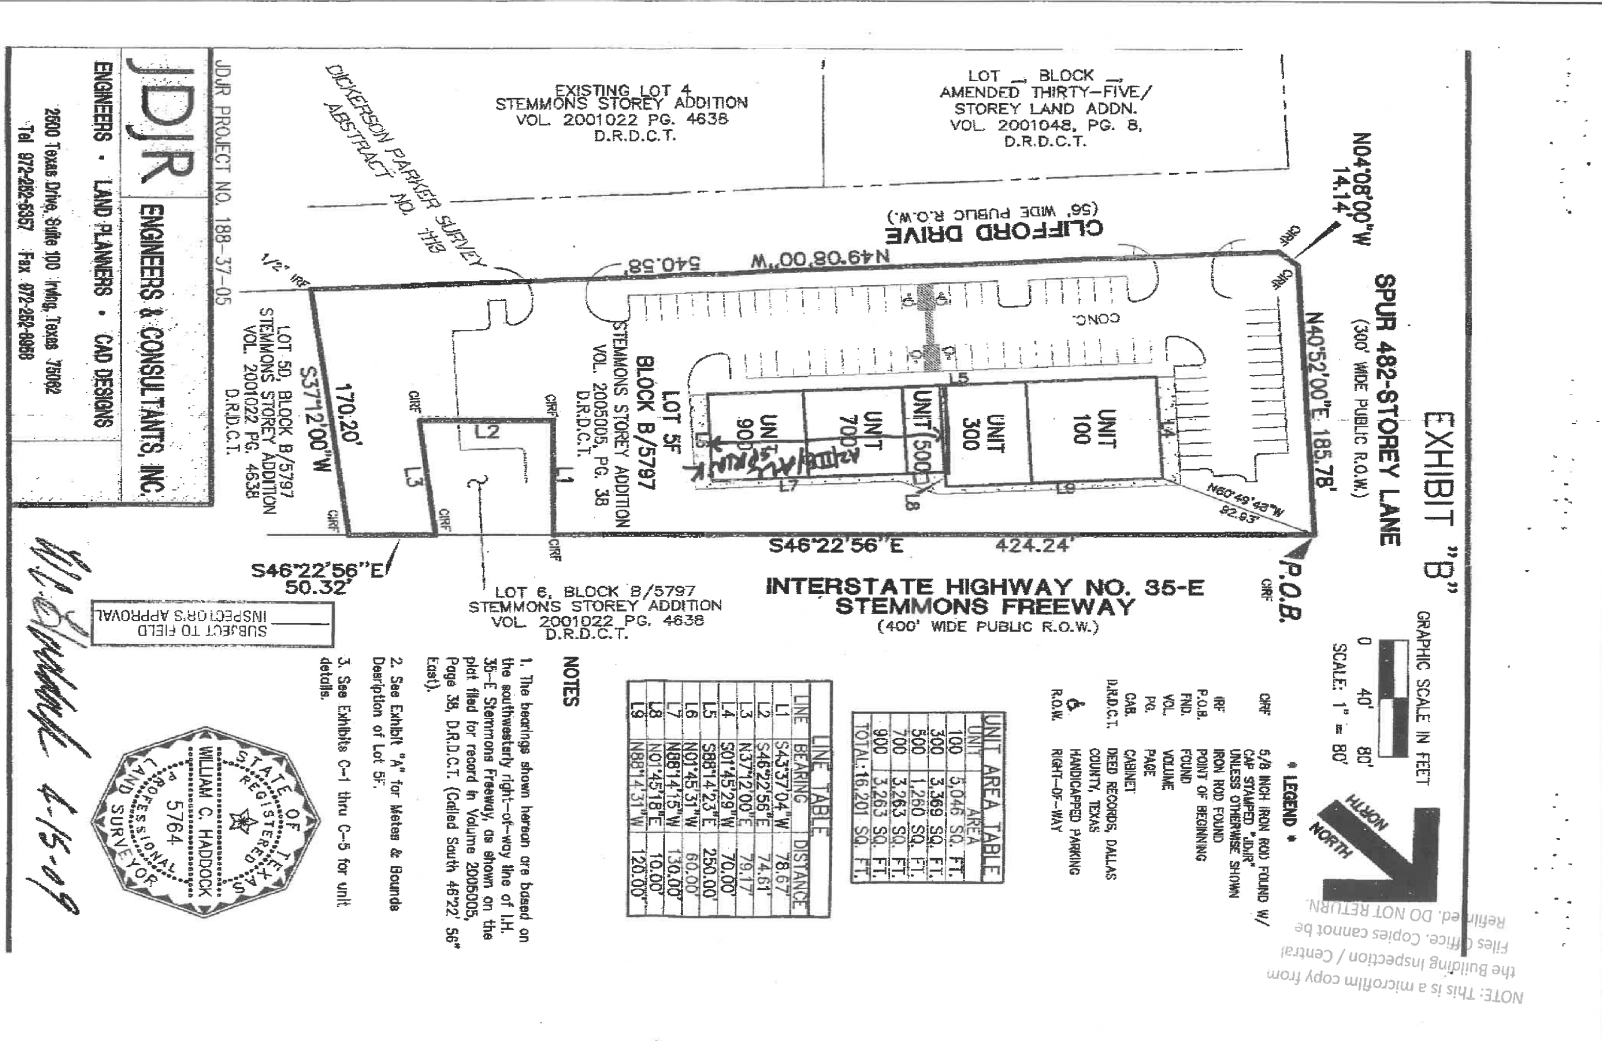 EXHIBIT "B"
SPUR 482-STOREY LANE
(300' WIDE PUBLIC R.O.W.)
N04°08'00"W
14.14'
N40°52'00"E 185.78'
EXISTING LOT 4
STEMMONS STOREY ADDITION
VOL. 2001022 PG. 4638
D.R.D.C.T.
LOT _, BLOCK _,
AMENDED THIRTY-FIVE/
STOREY LAND ADDN.
VOL. 2001048, PG. 8,
D.R.D.C.T.
DICKERSON PARKER SURVEY
ABSTRACT NO. 1113
CLIFFORD DRIVE
(56' WIDE PUBLIC R.O.W.)
N49°08'00"W 540.58'
1/2" IRF
CIRF
CIRF
CONC.
L5
UNIT
100
UNIT
300
UNIT 500
UNIT
700
UNIT
900
L4
L6
L7
L8
L9
N60°49'48"W
92.93'
LOT 5F
BLOCK B/5797
STEMMONS STOREY ADDITION
VOL. 2005005, PG. 38
D.R.D.C.T.
CIRF
CIRF
L2
L1
L3
CIRF
CIRF
CIRF
170.20'
S37°12'00"W
LOT 5D, BLOCK B/5797
STEMMONS STOREY ADDITION
VOL. 2001022 PG. 4638
D.R.D.C.T.
S46°22'56"E
50.32'
S46°22'56"E 424.24'
P.O.B.
CIRF
LOT 6, BLOCK B/5797
STEMMONS STOREY ADDITION
VOL. 2001022 PG. 4638
D.R.D.C.T.
INTERSTATE HIGHWAY NO. 35-E
STEMMONS FREEWAY
(400' WIDE PUBLIC R.O.W.)
GRAPHIC SCALE IN FEET
0 40' 80'
SCALE: 1" = 80'
NORTH
NORTH
* LEGEND *
CIRF 5/8 INCH IRON ROD FOUND W/
CAP STAMPED "JDJR"
UNLESS OTHERWISE SHOWN
IRF IRON ROD FOUND
P.O.B. POINT OF BEGINNING
FND. FOUND
VOL. VOLUME
PG. PAGE
CAB. CABINET
D.R.D.C.T. DEED RECORDS, DALLAS
COUNTY, TEXAS
HANDICAPPED PARKING
R.O.W. RIGHT-OF-WAY
UNIT AREA TABLE
UNIT AREA
100 5,046 SQ. FT.
300 3,369 SQ. FT.
500 1,260 SQ. FT.
700 3,263 SQ. FT.
900 3,263 SQ. FT.
TOTAL: 16,201 SQ. FT.
LINE TABLE
LINE BEARING DISTANCE
L1 S43°37'04"W 78.67'
L2 S46°22'56"E 74.61'
L3 N37°12'00"E 79.17'
L4 S01°45'29"W 70.00'
L5 S88°14'23"E 250.00'
L6 N01°45'31"W 60.00'
L7 N88°14'15"W 130.00'
L8 N01°45'18"E 10.00'
L9 N88°14'31"W 120.00'
NOTES
1. The bearings shown hereon are based on
the southwesterly right-of-way line of I.H.
35-E Stemmons Freeway, as shown on the
plat filed for record in Volume 2005005,
Page 38, D.R.D.C.T. (Called South 46°22' 56"
East).
2. See Exhibit "A" for Metes & Bounds
Desription of Lot 5F.
3. See Exhibits C-1 thru C-5 for unit
details.
SUBJECT TO FIELD
INSPECTOR'S APPROVAL
STATE OF TEXAS
REGISTERED
WILLIAM C. HADDOCK
5764
PROFESSIONAL
LAND SURVEYOR
6-15-09
JDJR PROJECT NO. 188-37-05
JDJR ENGINEERS & CONSULTANTS, INC.
ENGINEERS • LAND PLANNERS • CAD DESIGNS
2500 Texas Drive, Suite 100 Irving, Texas 75062
Tel 972-252-5357 Fax 972-252-8958
NOTE: This is a microfilm copy from
the Building Inspection / Central
Files Office. Copies cannot be
Refined. DO NOT RETURN.